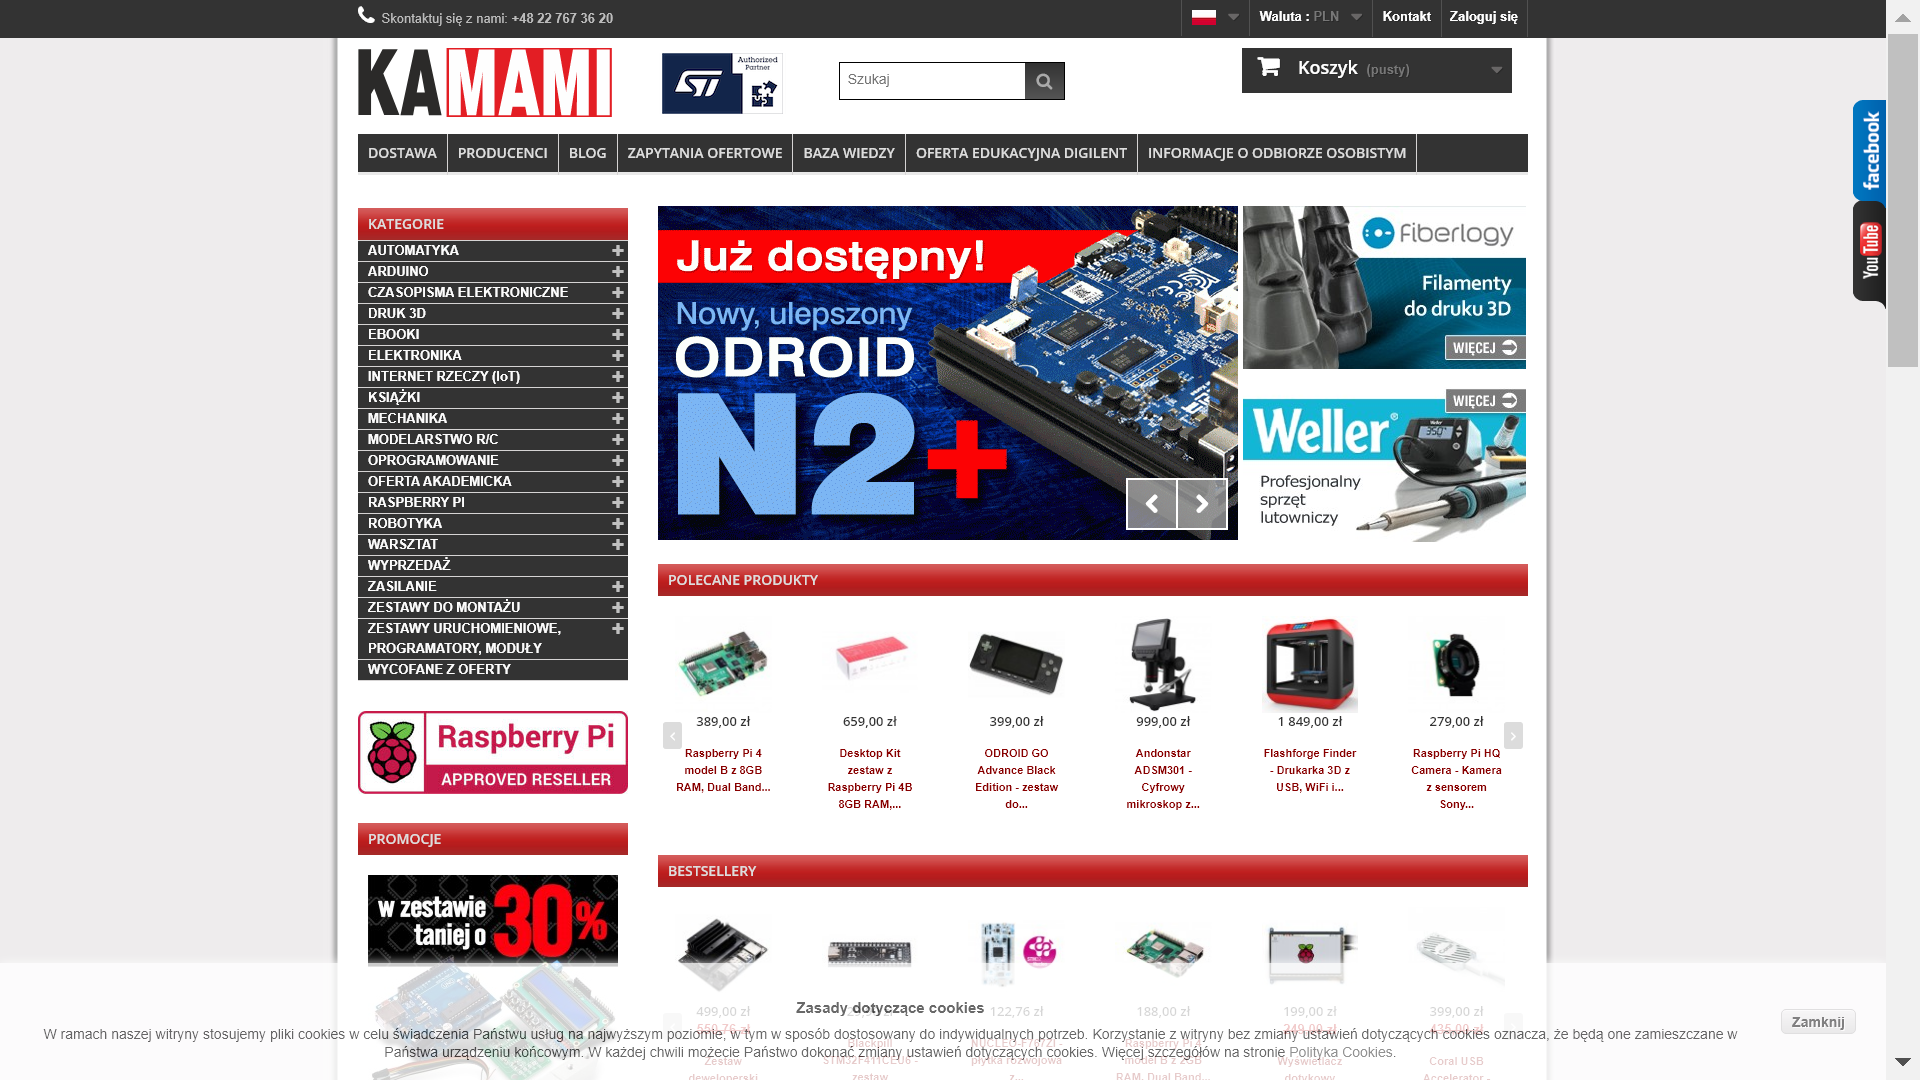 Skontaktuj się z nami: +48 22 767 36 20
Waluta : PLN
Kontakt
Zaloguj się
KAMAMI
ST
Authorized
Partner
Szukaj
Koszyk (pusty)
DOSTAWA
PRODUCENCI
BLOG
ZAPYTANIA OFERTOWE
BAZA WIEDZY
OFERTA EDUKACYJNA DIGILENT
INFORMACJE O ODBIORZE OSOBISTYM
facebook
YouTube
KATEGORIE
AUTOMATYKA
ARDUINO
CZASOPISMA ELEKTRONICZNE
DRUK 3D
EBOOKI
ELEKTRONIKA
INTERNET RZECZY (IoT)
KSIĄŻKI
MECHANIKA
MODELARSTWO R/C
OPROGRAMOWANIE
OFERTA AKADEMICKA
RASPBERRY PI
ROBOTYKA
WARSZTAT
WYPRZEDAŻ
ZASILANIE
ZESTAWY DO MONTAŻU
ZESTAWY URUCHOMIENIOWE,
PROGRAMATORY, MODUŁY
WYCOFANE Z OFERTY
Raspberry Pi
APPROVED RESELLER
PROMOCJE
w zestawie
taniej o
30%
Już dostępny!
Nowy, ulepszony
ODROID
N2+
fiberlogy
Filamenty
do druku 3D
WIĘCEJ
WIĘCEJ
Weller®
Profesjonalny
sprzęt
lutowniczy
POLECANE PRODUKTY
389,00 zł
Raspberry Pi 4
model B z 8GB
RAM, Dual Band...
659,00 zł
Desktop Kit
zestaw z
Raspberry Pi 4B
8GB RAM,...
399,00 zł
ODROID GO
Advance Black
Edition - zestaw
do...
999,00 zł
Andonstar
ADSM301 -
Cyfrowy
mikroskop z...
1 849,00 zł
Flashforge Finder
- Drukarka 3D z
USB, WiFi i...
279,00 zł
Raspberry Pi HQ
Camera - Kamera
z sensorem
Sony...
BESTSELLERY
499,00 zł
559,76 zł
Zestaw
deweloperski
Blackpill
STM32F411CEU6 -
zestaw
122,76 zł
NUCLEO-F767ZI -
płytka rozwojowa
z...
188,00 zł
Raspberry Pi 4
model B z 2GB
RAM, Dual Band...
199,00 zł
249,00 zł
Wyświetlacz
dotykowy
399,00 zł
435,00 zł
Coral USB
Accelerator -
Zasady dotyczące cookies
W ramach naszej witryny stosujemy pliki cookies w celu świadczenia Państwu usług na najwyższym poziomie, w tym w sposób dostosowany do indywidualnych potrzeb. Korzystanie z witryny bez zmiany ustawień dotyczących cookies oznacza, że będą one zamieszczane w
Państwa urządzeniu końcowym. W każdej chwili możecie Państwo dokonać zmiany ustawień dotyczących cookies. Więcej szczegółów na stronie Polityka Cookies.
Zamknij